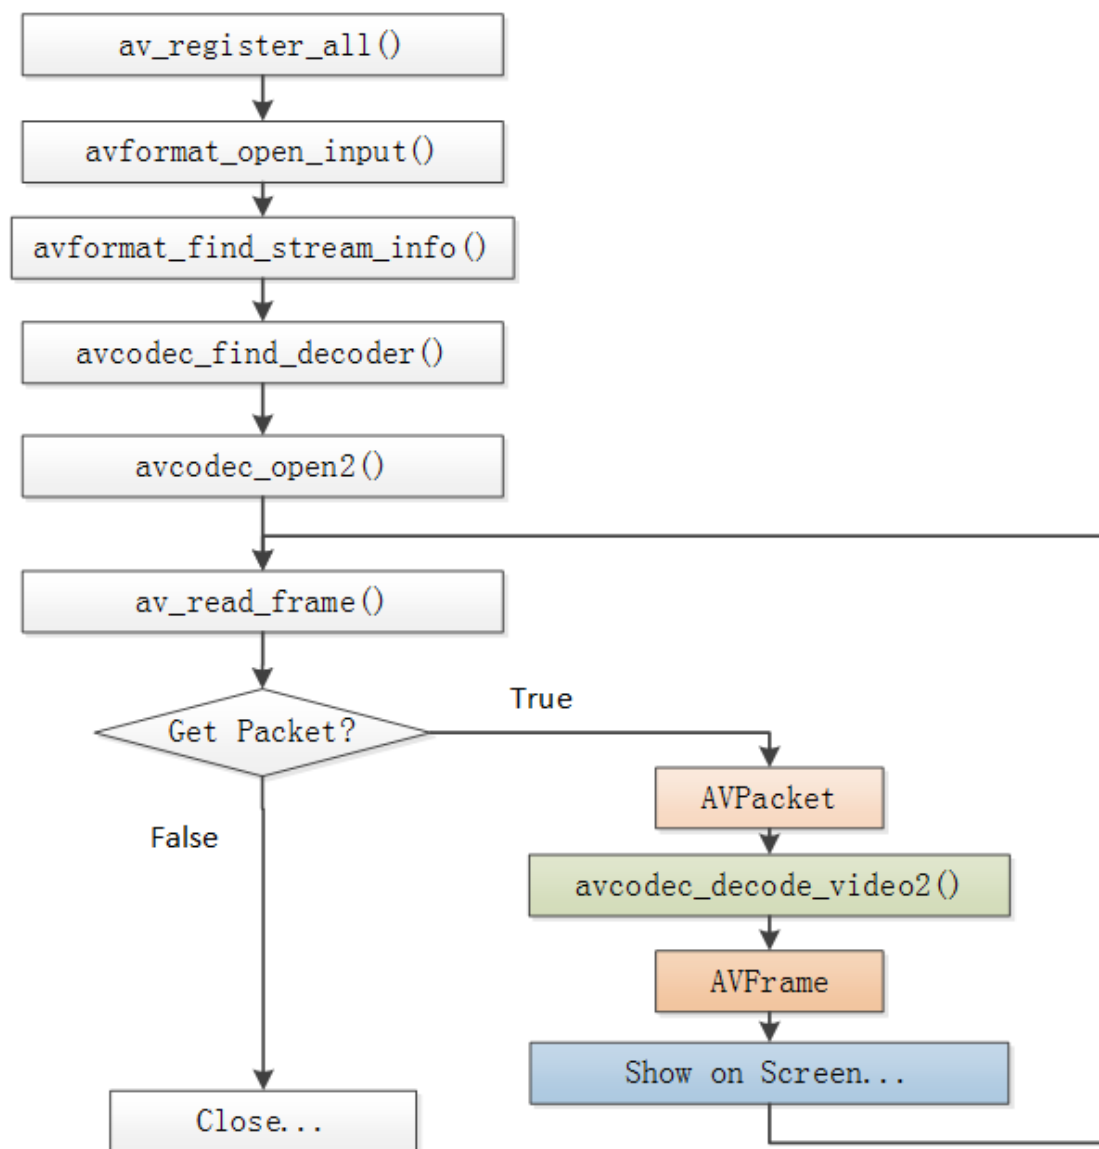 av_register_all()
avformat_open_input()
avformat_find_stream_info()
avcodec_find_decoder()
avcodec_open2()
av_read_frame()
Get Packet?
True
False
AVPacket
avcodec_decode_video2()
AVFrame
Show on Screen...
Close...